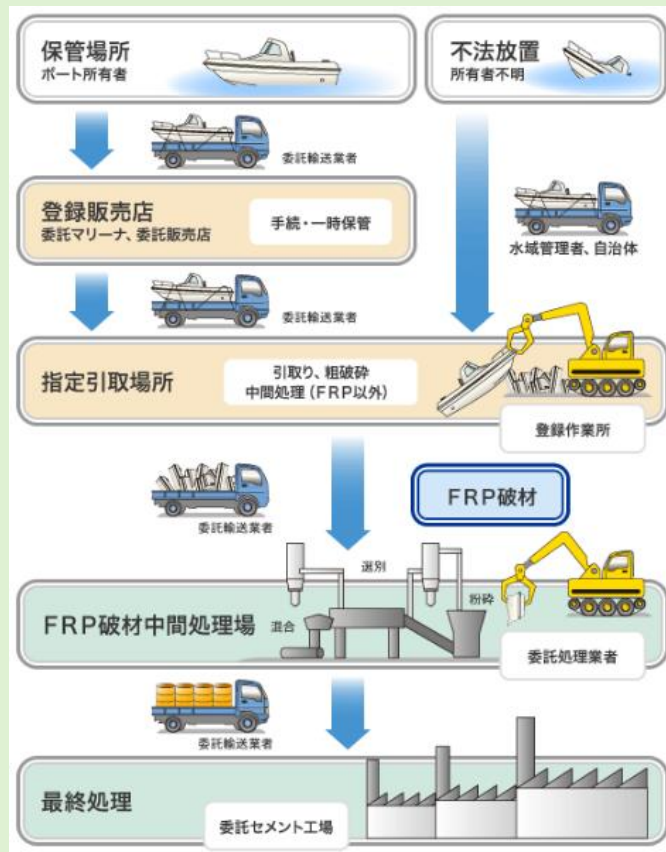 保管場所
ボート所有者
不法放置
所有者不明
委託輸送業者
登録販売店
委託マリーナ、委託販売店
手続・一時保管
水域管理者、自治体
委託輸送業者
指定引取場所
引取り、粗破砕
中間処理（FRP以外）
登録作業所
委託輸送業者
FRP破材
選別
粉砕
混合
FRP破材中間処理場
委託処理業者
委託輸送業者
最終処理
委託セメント工場